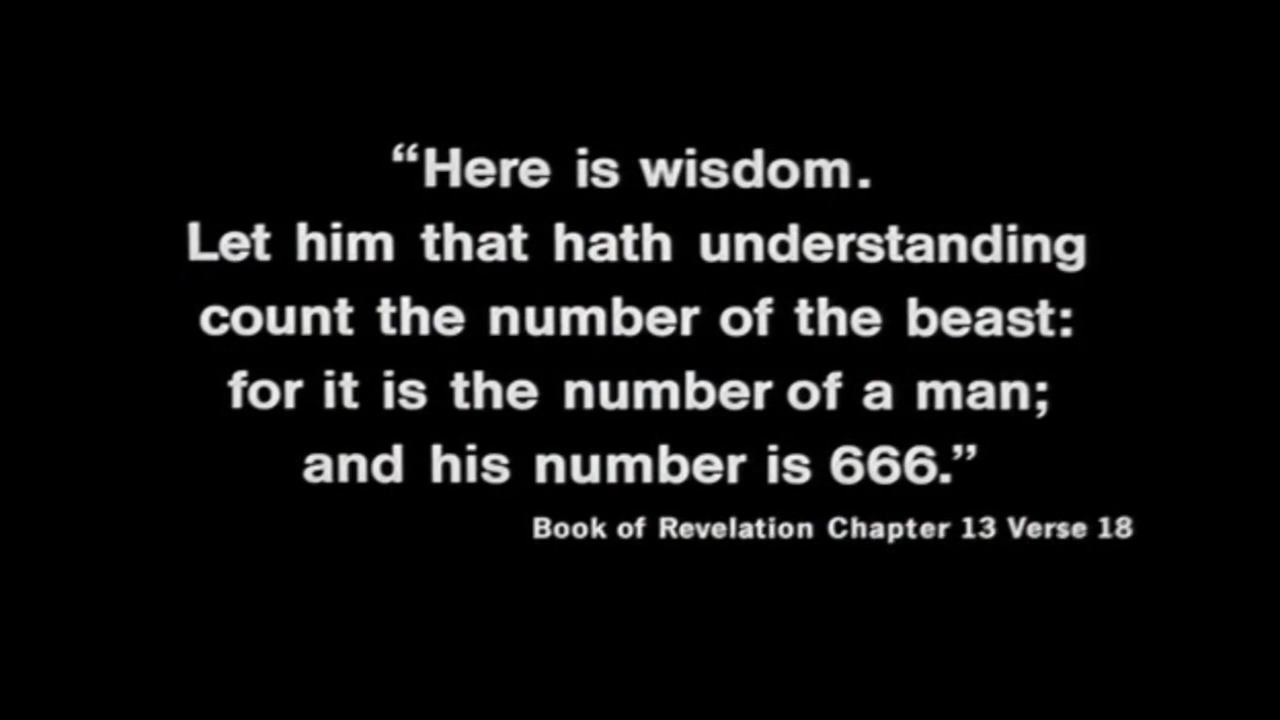 “Here is wisdom.
Let him that hath understanding
count the number of the beast:
for it is the number of a man;
and his number is 666.”
Book of Revelation Chapter 13 Verse 18